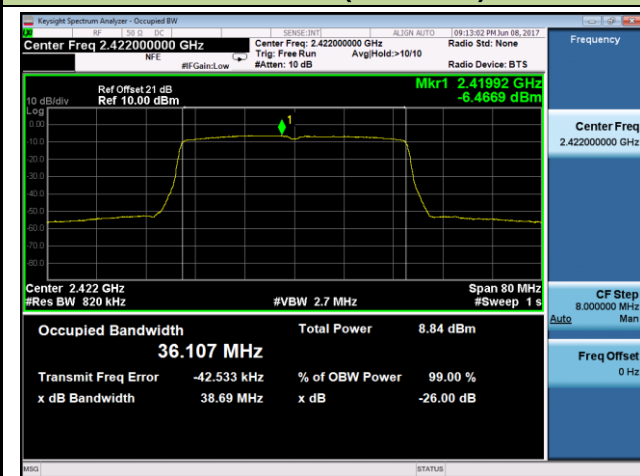 Keysight Spectrum Analyzer - Occupied BW
RF 50 Ω DC SENSE:INT ALIGN AUTO 09:13:02 PM Jun 08, 2017
Center Freq 2.422000000 GHz Center Freq: 2.422000000 GHz Radio Std: None
NFE Trig: Free Run Avg|Hold:>10/10
#IFGain:Low #Atten: 10 dB Radio Device: BTS
Frequency
Ref Offset 21 dB Mkr1 2.41992 GHz
10 dB/div Ref 10.00 dBm -6.4669 dBm
Log
0.00
1
-10.0
-30.0
-40.0
-50.0
-60.0
-70.0
-80.0
Center 2.422 GHz Span 80 MHz
#Res BW 820 kHz #VBW 2.7 MHz #Sweep 1 s
Center Freq
2.422000000 GHz
CF Step
8.000000 MHz
Auto Man
Freq Offset
0 Hz
Occupied Bandwidth Total Power 8.84 dBm
36.107 MHz
Transmit Freq Error -42.533 kHz % of OBW Power 99.00 %
x dB Bandwidth 38.69 MHz x dB -26.00 dB
MSG STATUS